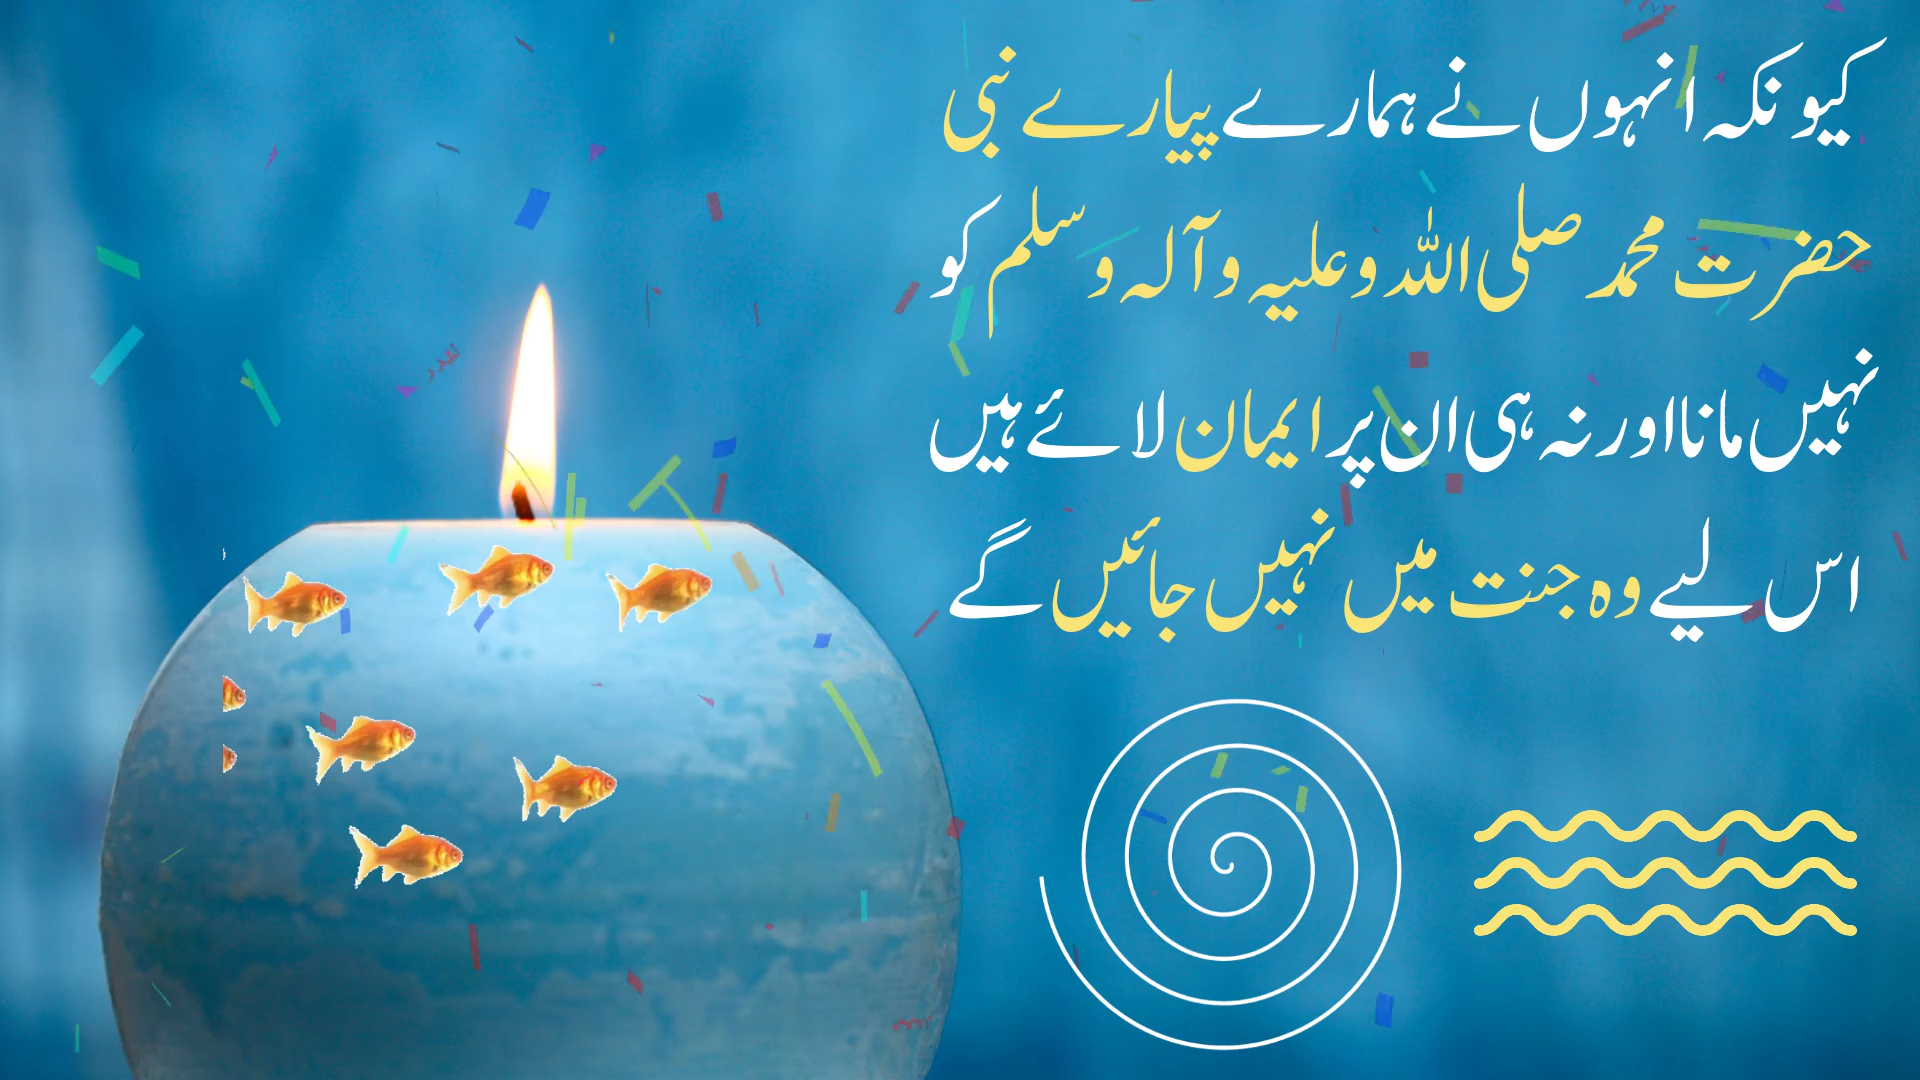 کیونکہ انہوں نے ہمارے پیارے نبی
حضرت محمد صلی اللہ وعلیہ وآلہ وسلم کو
نہیں مانا اور نہ ہی ان پر ایمان لائے ہیں
اس لیے وہ جنت میں نہیں جائیں گے